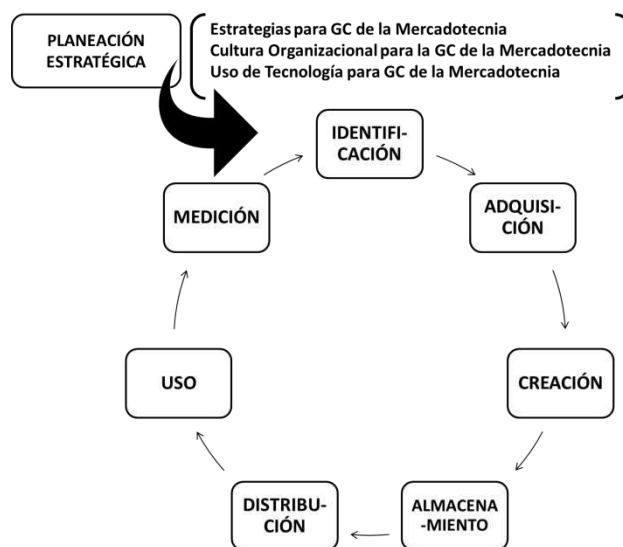 PLANEACIÓN
ESTRATÉGICA
Estrategias para GC de la Mercadotecnia
Cultura Organizacional para la GC de la Mercadotecnia
Uso de Tecnología para GC de la Mercadotecnia
IDENTIFI-
CACIÓN
ADQUISI-
CIÓN
CREACIÓN
ALMACENA
-MIENTO
DISTRIBU-
CIÓN
USO
MEDICIÓN